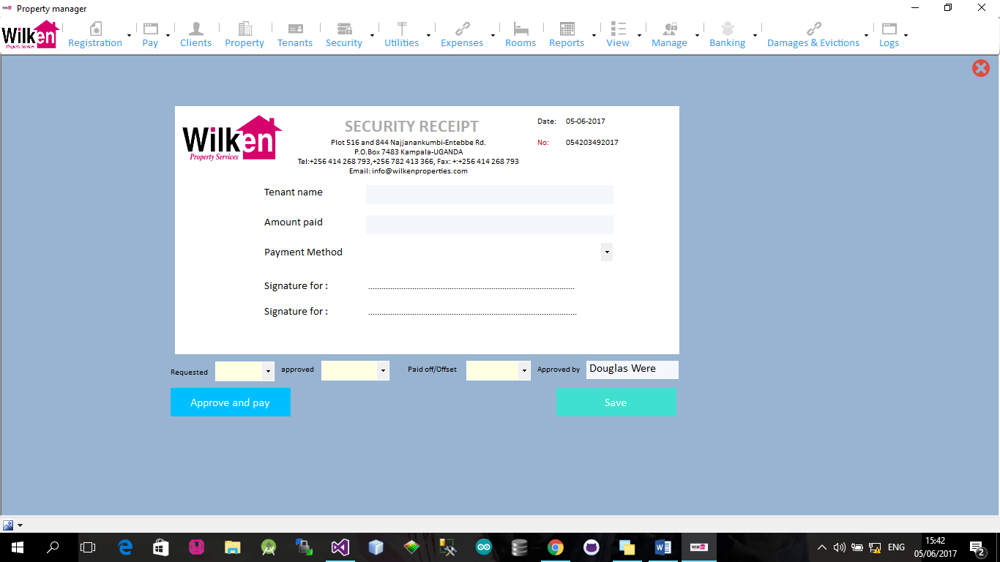 Property manager
Wilken
Property Services
Registration Pay Clients Property Tenants Security Utilities Expenses Rooms Reports View Manage Banking Damages & Evictions Logs
Wilken
Property Services
SECURITY RECEIPT
Plot 516 and 844 Najjanankumbi-Entebbe Rd.
P.O.Box 7483 Kampala-UGANDA
Tel:+256 414 268 793,+256 782 413 366, Fax: +:+256 414 268 793
Email: info@wilkenproperties.com
Date: 05-06-2017
No: 054203492017
Tenant name
Amount paid
Payment Method
Signature for : ................................................................................................
Signature for : .................................................................................................
Requested approved Paid off/Offset Approved by Douglas Were
Approve and pay Save
ENG
15:42
05/06/2017
2